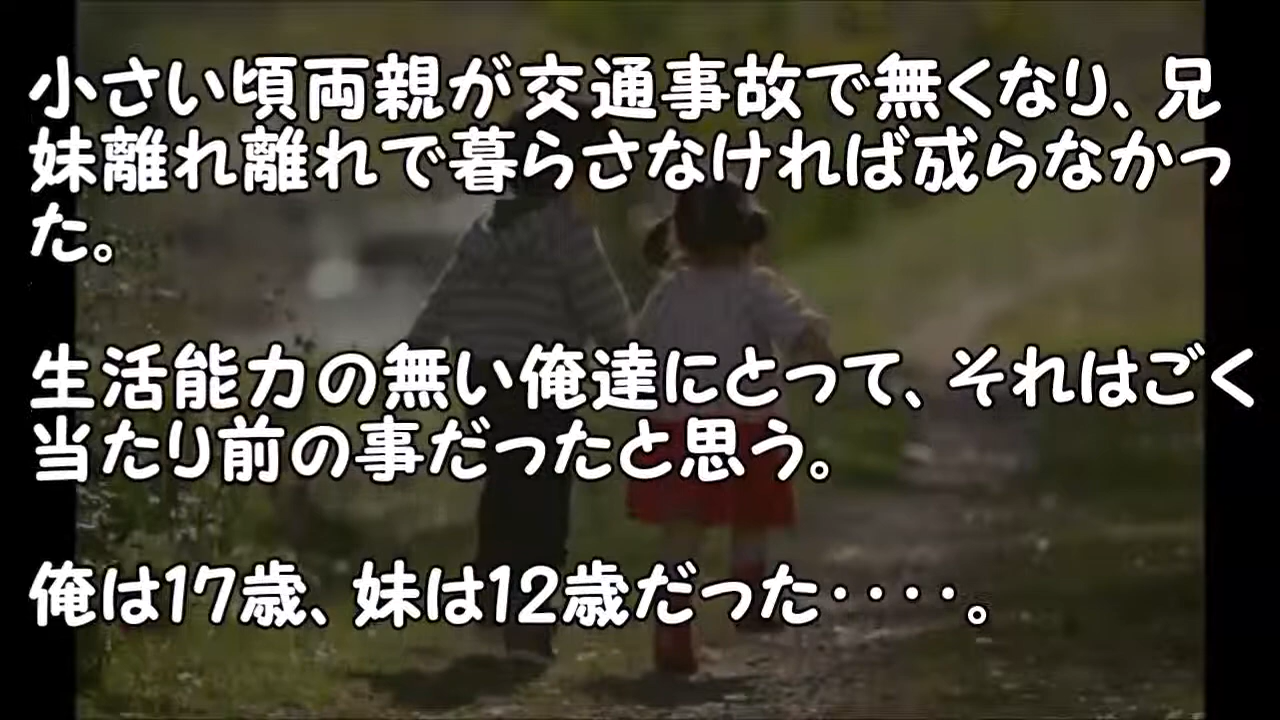 小さい頃両親が交通事故で無くなり、兄
妹離れ離れで暮らさなければ成らなかっ
た。
生活能力の無い俺達にとって、それはごく
当たり前の事だったと思う。
俺は17歳、妹は12歳だった・・・・。